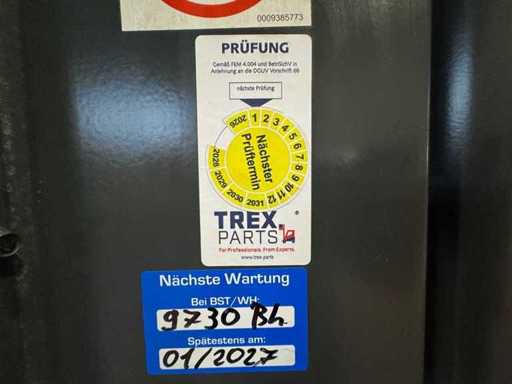 0009385773
PRÜFUNG
Gemäß FEM 4.004 und BetrSichV in
Anlehnung an die DGUV Vorschrift 68
nächste Prüfung
2026 1 2 3 4 5 6 7 8 9 10 11 12 2031 2030 2029 2028
Nächster
Prüftermin
TREX®
PARTS
For Professionals. From Experts.
www.trex.parts
Nächste Wartung
Bei BST/WH:
9730 Bh
Spätestens am:
01/2027